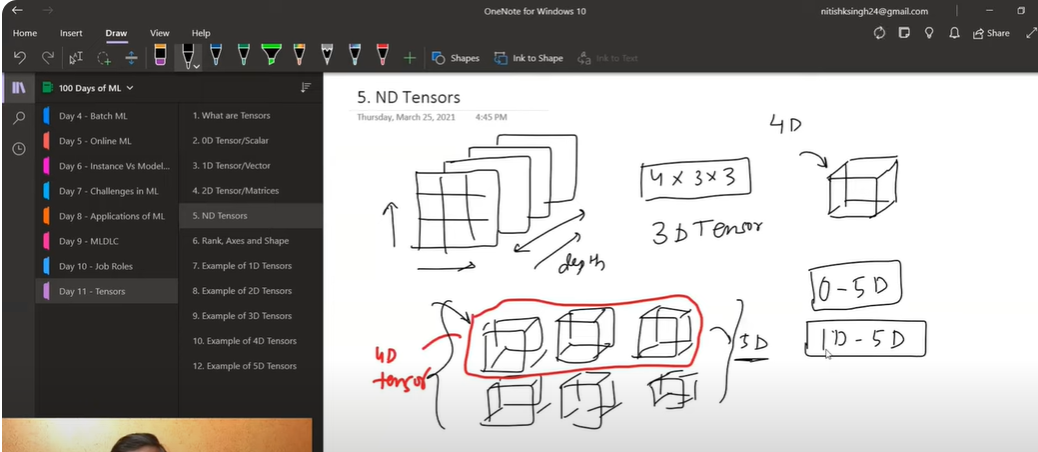 OneNote for Windows 10
nitishksingh24@gmail.com
Home Insert Draw View Help
Share
Shapes Ink to Shape Ink to Text
100 Days of ML
Day 4 - Batch ML
Day 5 - Online ML
Day 6 - Instance Vs Model...
Day 7 - Challenges in ML
Day 8 - Applications of ML
Day 9 - MLDLC
Day 10 - Job Roles
Day 11 - Tensors
1. What are Tensors
2. 0D Tensor/Scalar
3. 1D Tensor/Vector
4. 2D Tensor/Matrices
5. ND Tensors
6. Rank, Axes and Shape
7. Example of 1D Tensors
8. Example of 2D Tensors
9. Example of 3D Tensors
10. Example of 4D Tensors
12. Example of 5D Tensors
5. ND Tensors
Thursday, March 25, 2021 4:45 PM
4D
4 x 3 x 3
3D Tensor
depth
0 - 5D
1D - 5D
3D
4D
tensor